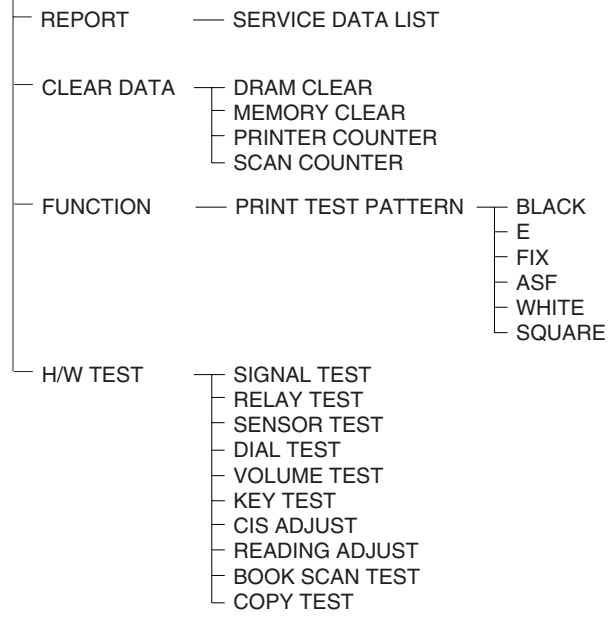 REPORT SERVICE DATA LIST
CLEAR DATA DRAM CLEAR
MEMORY CLEAR
PRINTER COUNTER
SCAN COUNTER
FUNCTION PRINT TEST PATTERN BLACK
E
FIX
ASF
WHITE
SQUARE
H/W TEST SIGNAL TEST
RELAY TEST
SENSOR TEST
DIAL TEST
VOLUME TEST
KEY TEST
CIS ADJUST
READING ADJUST
BOOK SCAN TEST
COPY TEST